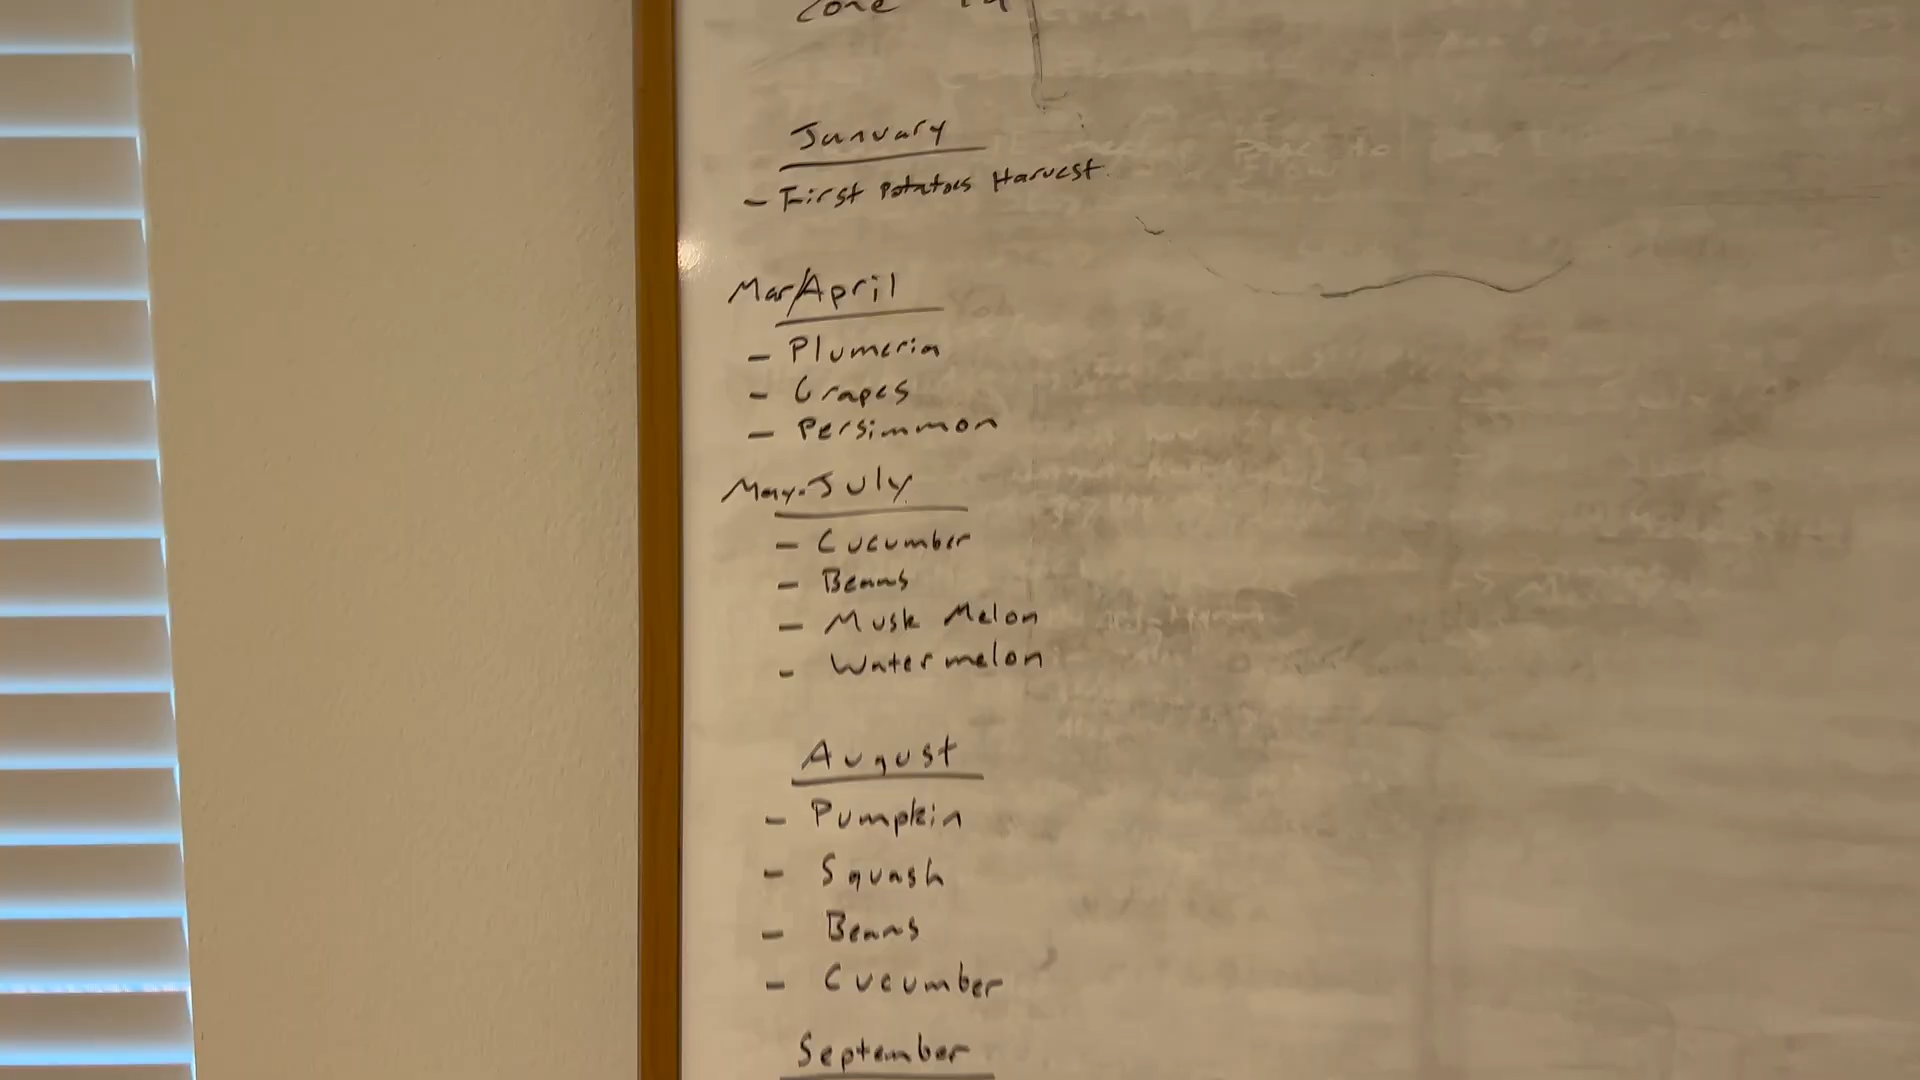 Zone
January
- First Potatoes Harvest
Mar/April
- Plumeria
- Grapes
- Persimmon
May-July
- Cucumber
- Beans
- Musk Melon
- Watermelon
August
- Pumpkin
- Squash
- Beans
- Cucumber
September